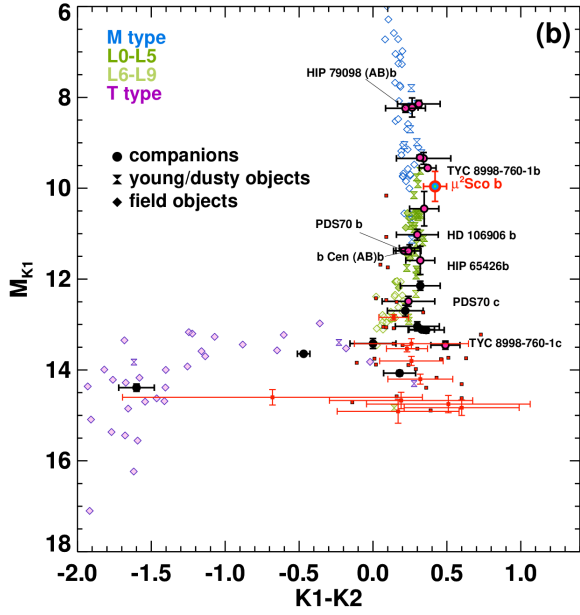 6
(b)
M type
L0-L5
L6-L9
T type
HIP 79098 (AB)b
8
companions
young/dusty objects
field objects
TYC 8998-760-1b
μ²Sco b
10
PDS70 b
HD 106906 b
b Cen (AB)b
HIP 65426b
12
PDS70 c
TYC 8998-760-1c
14
16
18
M_K1
-2.0 -1.5 -1.0 -0.5 0.0 0.5 1.0
K1-K2